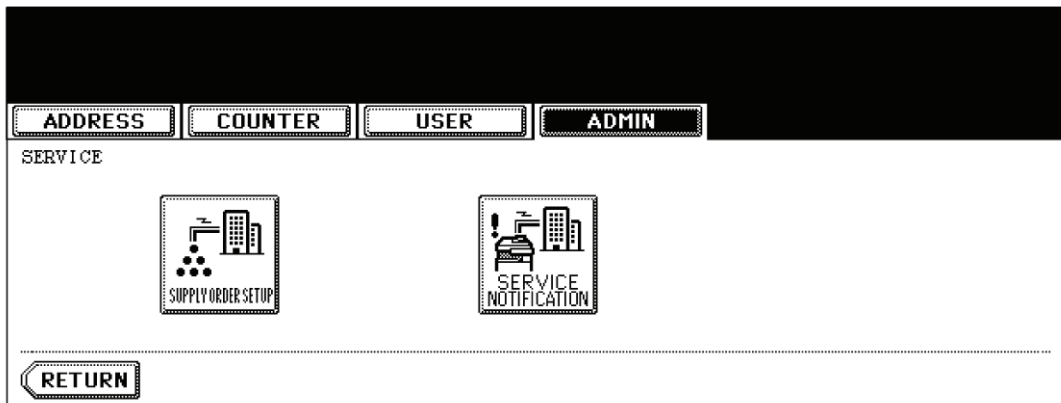 ADDRESS COUNTER USER ADMIN
SERVICE
SUPPLY ORDER SETUP
SERVICE
NOTIFICATION
RETURN